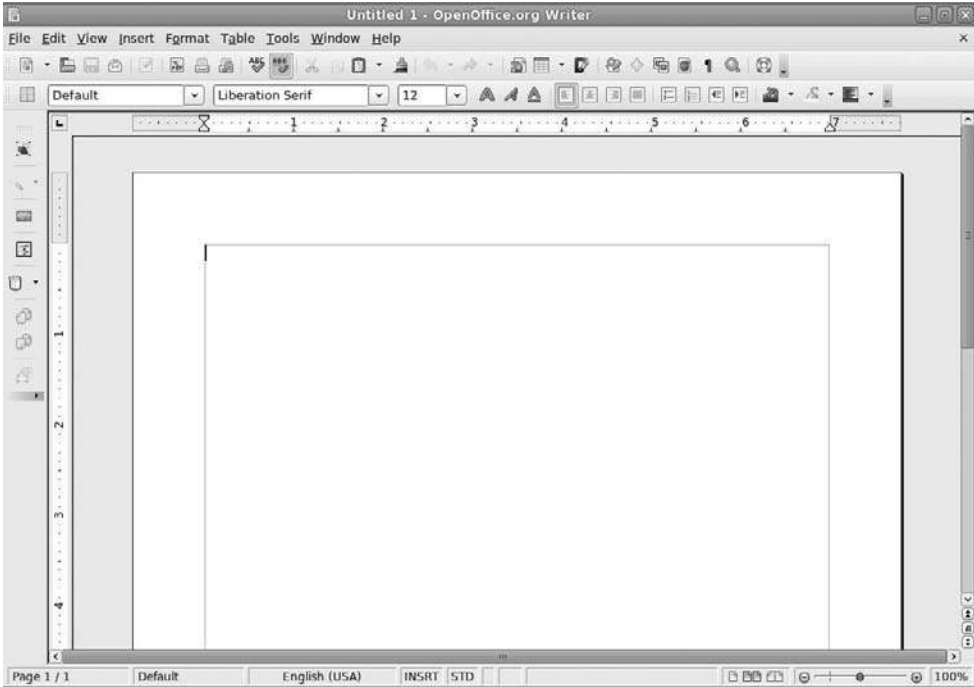 Untitled 1 - OpenOffice.org Writer
File Edit View Insert Format Table Tools Window Help
Default Liberation Serif 12
1 2 3 4 5 6 7
1
2
3
4
Page 1 / 1 Default English (USA) INSRT STD 100%